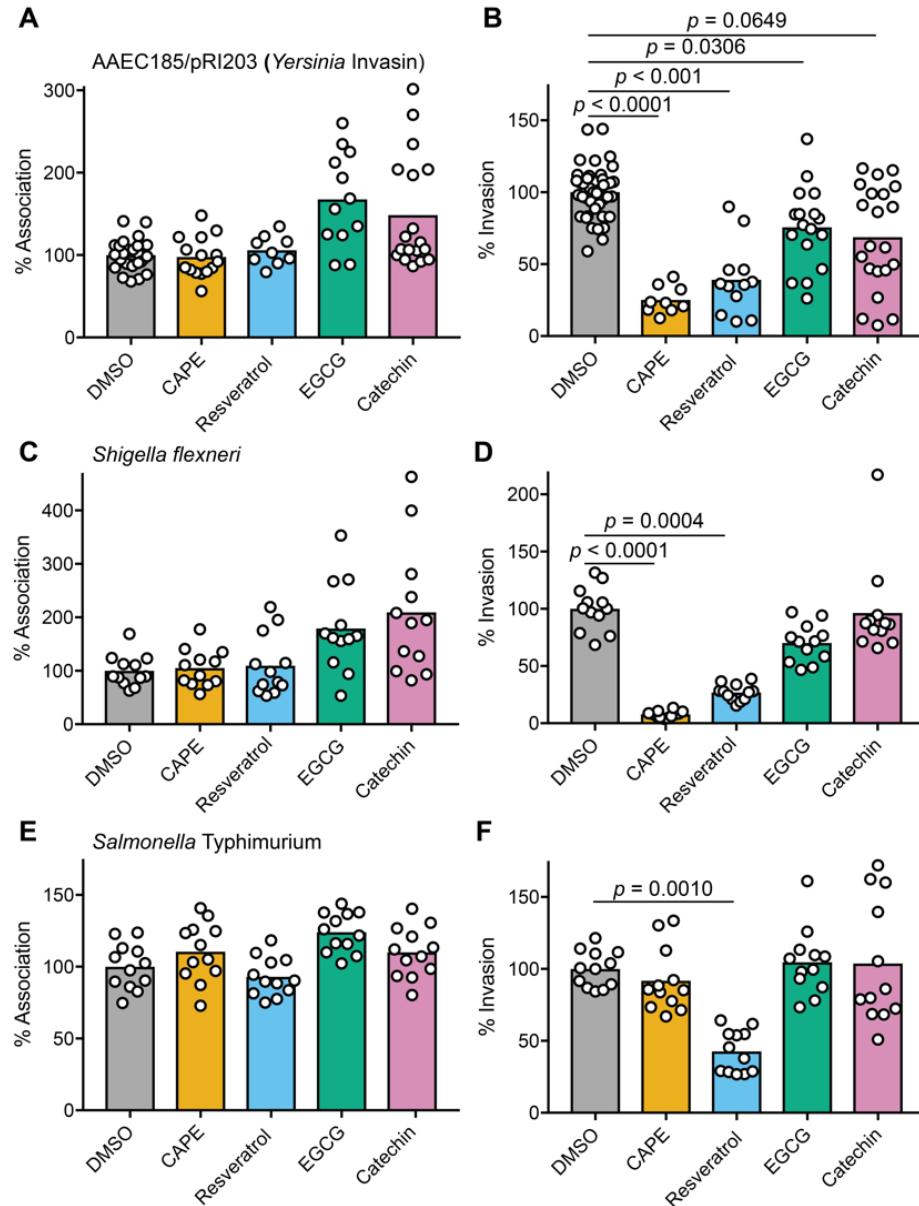 A
AAEC185/pRI203 (Yersinia Invasin)
% Association
300
200
100
0
DMSO
CAPE
Resveratrol
EGCG
Catechin
B
p = 0.0649
p = 0.0306
p < 0.001
p < 0.0001
% Invasion
150
100
50
0
DMSO
CAPE
Resveratrol
EGCG
Catechin
C
Shigella flexneri
% Association
400
300
200
100
0
DMSO
CAPE
Resveratrol
EGCG
Catechin
D
p = 0.0004
p < 0.0001
% Invasion
200
150
100
50
0
DMSO
CAPE
Resveratrol
EGCG
Catechin
E
Salmonella Typhimurium
% Association
150
100
50
0
DMSO
CAPE
Resveratrol
EGCG
Catechin
F
p = 0.0010
% Invasion
150
100
50
0
DMSO
CAPE
Resveratrol
EGCG
Catechin